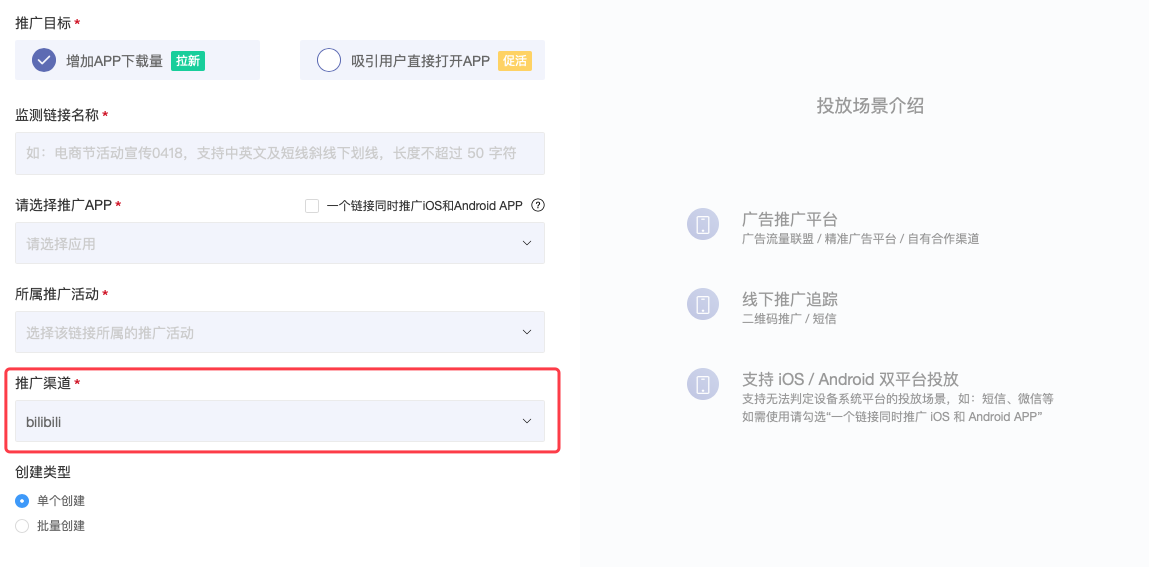 推广目标 *
增加APP下载量 拉新
吸引用户直接打开APP 促活
监测链接名称 *
如：电商节活动宣传0418，支持中英文及短线斜线下划线，长度不超过 50 字符
请选择推广APP *
一个链接同时推广iOS和Android APP ?
请选择应用
所属推广活动 *
选择该链接所属的推广活动
推广渠道 *
bilibili
创建类型
单个创建
批量创建
投放场景介绍
广告推广平台
广告流量联盟 / 精准广告平台 / 自有合作渠道
线下推广追踪
二维码推广 / 短信
支持 iOS / Android 双平台投放
支持无法判定设备系统平台的投放场景，如：短信、微信等
如需使用请勾选“一个链接同时推广 iOS 和 Android APP”